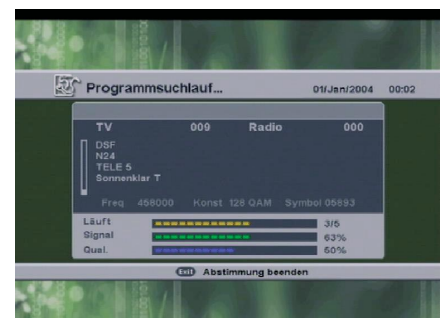 Programmsuchlauf... 01/Jan/2004 00:02
TV 009 Radio 000
DSF
N24
TELE 5
Sonnenklar T
Freq 458000 Konst 128 QAM Symbol 05893
Läuft 3/5
Signal 63%
Qual. 60%
Exit Abstimmung beenden